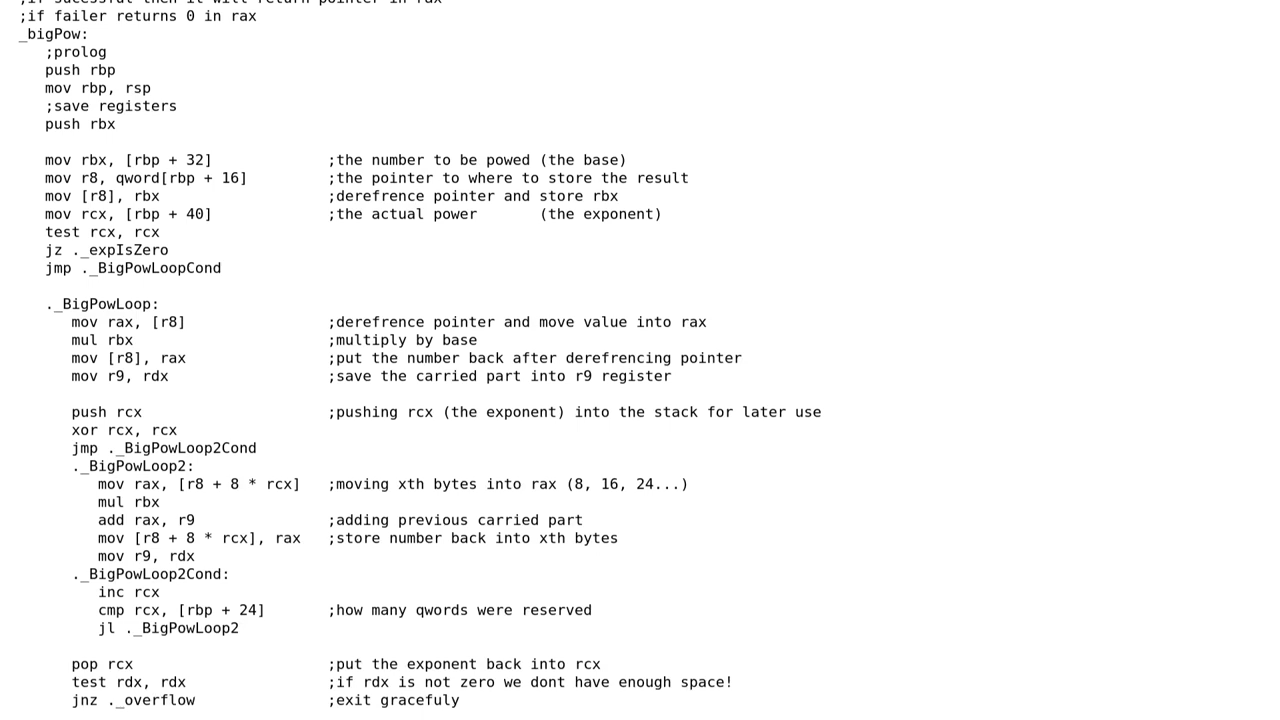 ;if sucessful then it will return pointer in rax
;if failer returns 0 in rax
_bigPow:
   ;prolog
   push rbp
   mov rbp, rsp
   ;save registers
   push rbx

   mov rbx, [rbp + 32]             ;the number to be powed (the base)
   mov r8, qword[rbp + 16]         ;the pointer to where to store the result
   mov [r8], rbx                   ;derefrence pointer and store rbx
   mov rcx, [rbp + 40]             ;the actual power       (the exponent)
   test rcx, rcx
   jz ._expIsZero
   jmp ._BigPowLoopCond

   ._BigPowLoop:
      mov rax, [r8]                ;derefrence pointer and move value into rax
      mul rbx                      ;multiply by base
      mov [r8], rax                ;put the number back after derefrencing pointer
      mov r9, rdx                  ;save the carried part into r9 register

      push rcx                     ;pushing rcx (the exponent) into the stack for later use
      xor rcx, rcx
      jmp ._BigPowLoop2Cond
      ._BigPowLoop2:
         mov rax, [r8 + 8 * rcx]   ;moving xth bytes into rax (8, 16, 24...)
         mul rbx
         add rax, r9               ;adding previous carried part
         mov [r8 + 8 * rcx], rax   ;store number back into xth bytes
         mov r9, rdx
      ._BigPowLoop2Cond:
         inc rcx
         cmp rcx, [rbp + 24]       ;how many qwords were reserved
         jl ._BigPowLoop2

      pop rcx                      ;put the exponent back into rcx
      test rdx, rdx                ;if rdx is not zero we dont have enough space!
      jnz ._overflow               ;exit gracefuly